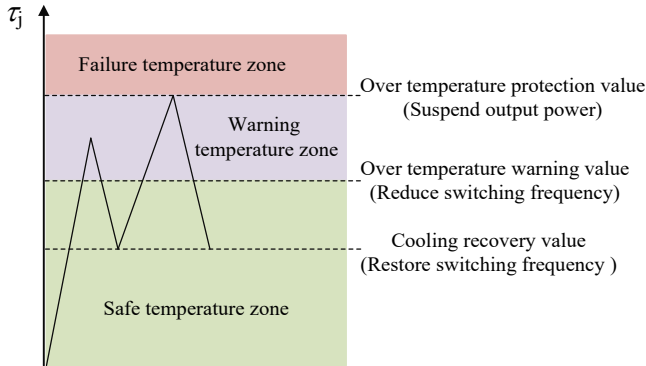 τj
Failure temperature zone
Over temperature protection value
(Suspend output power)
Warning
temperature zone
Over temperature warning value
(Reduce switching frequency)
Cooling recovery value
(Restore switching frequency )
Safe temperature zone